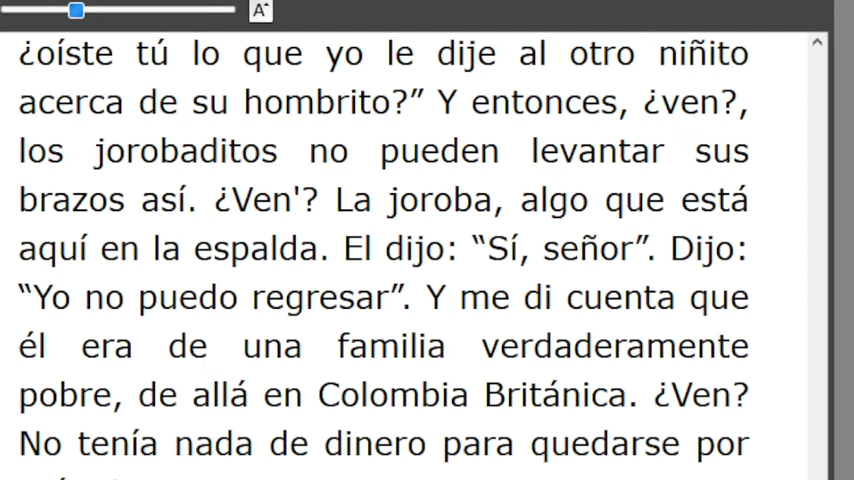 A
¿oíste tú lo que yo le dije al otro niñito
acerca de su hombrito?” Y entonces, ¿ven?,
los jorobaditos no pueden levantar sus
brazos así. ¿Ven'? La joroba, algo que está
aquí en la espalda. El dijo: “Sí, señor”. Dijo:
“Yo no puedo regresar”. Y me di cuenta que
él era de una familia verdaderamente
pobre, de allá en Colombia Británica. ¿Ven?
No tenía nada de dinero para quedarse por